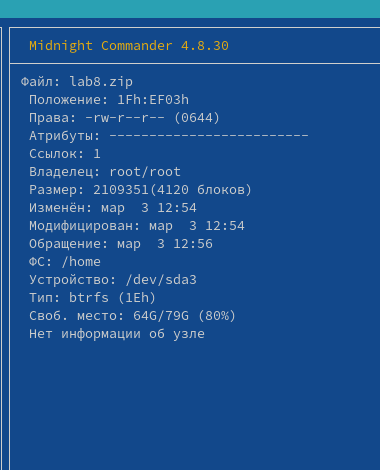 Midnight Commander 4.8.30
Файл: lab8.zip
Положение: 1Fh:EF03h
Права: -rw-r--r-- (0644)
Атрибуты: -------------------------
Ссылок: 1
Владелец: root/root
Размер: 2109351(4120 блоков)
Изменён: мар  3 12:54
Модифицирован: мар  3 12:54
Обращение: мар  3 12:56
ФС: /home
Устройство: /dev/sda3
Тип: btrfs (1Eh)
Своб. место: 64G/79G (80%)
Нет информации об узле